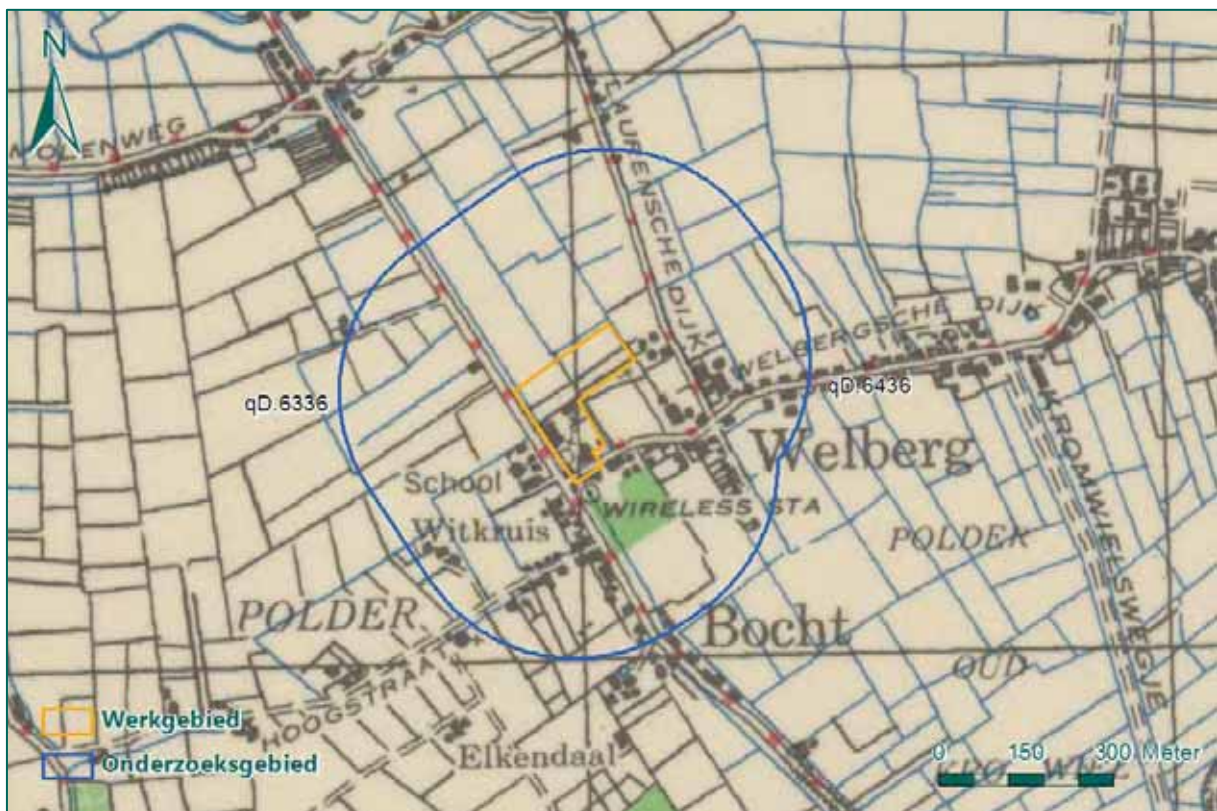 N
MOLENWEG
LAURENSCHE DIJK
WELBERGSCHE DIJK
qD.6336
qD.6436
KROMWIELSWEGJE
Welberg
School
WIRELESS STA
Witkruis
POLDER
POLDER
Bocht
OUD
HOOGSTRAAT
Werkgebied
Elkendaal
Onderzoeksgebied
0 150 300 Meter